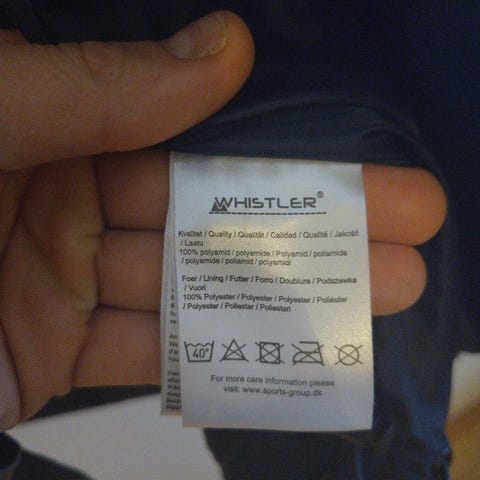 WHISTLER®
Kvalitet / Quality / Qualität / Calidad / Qualité / Jakość
/ Laatu
100% polyamid / polyamide / Polyamid / poliamida
/ polyamide / poliamid / polyamidi
Foer / Lining / Futter / Forro / Doublure / Podszewka
/ Vuori
100% Polyester / Polyester / Polyester / Poliéster
/ Polyester / Poliester / Polyesteri
40°
For more care information please
visit: www.sports-group.dk